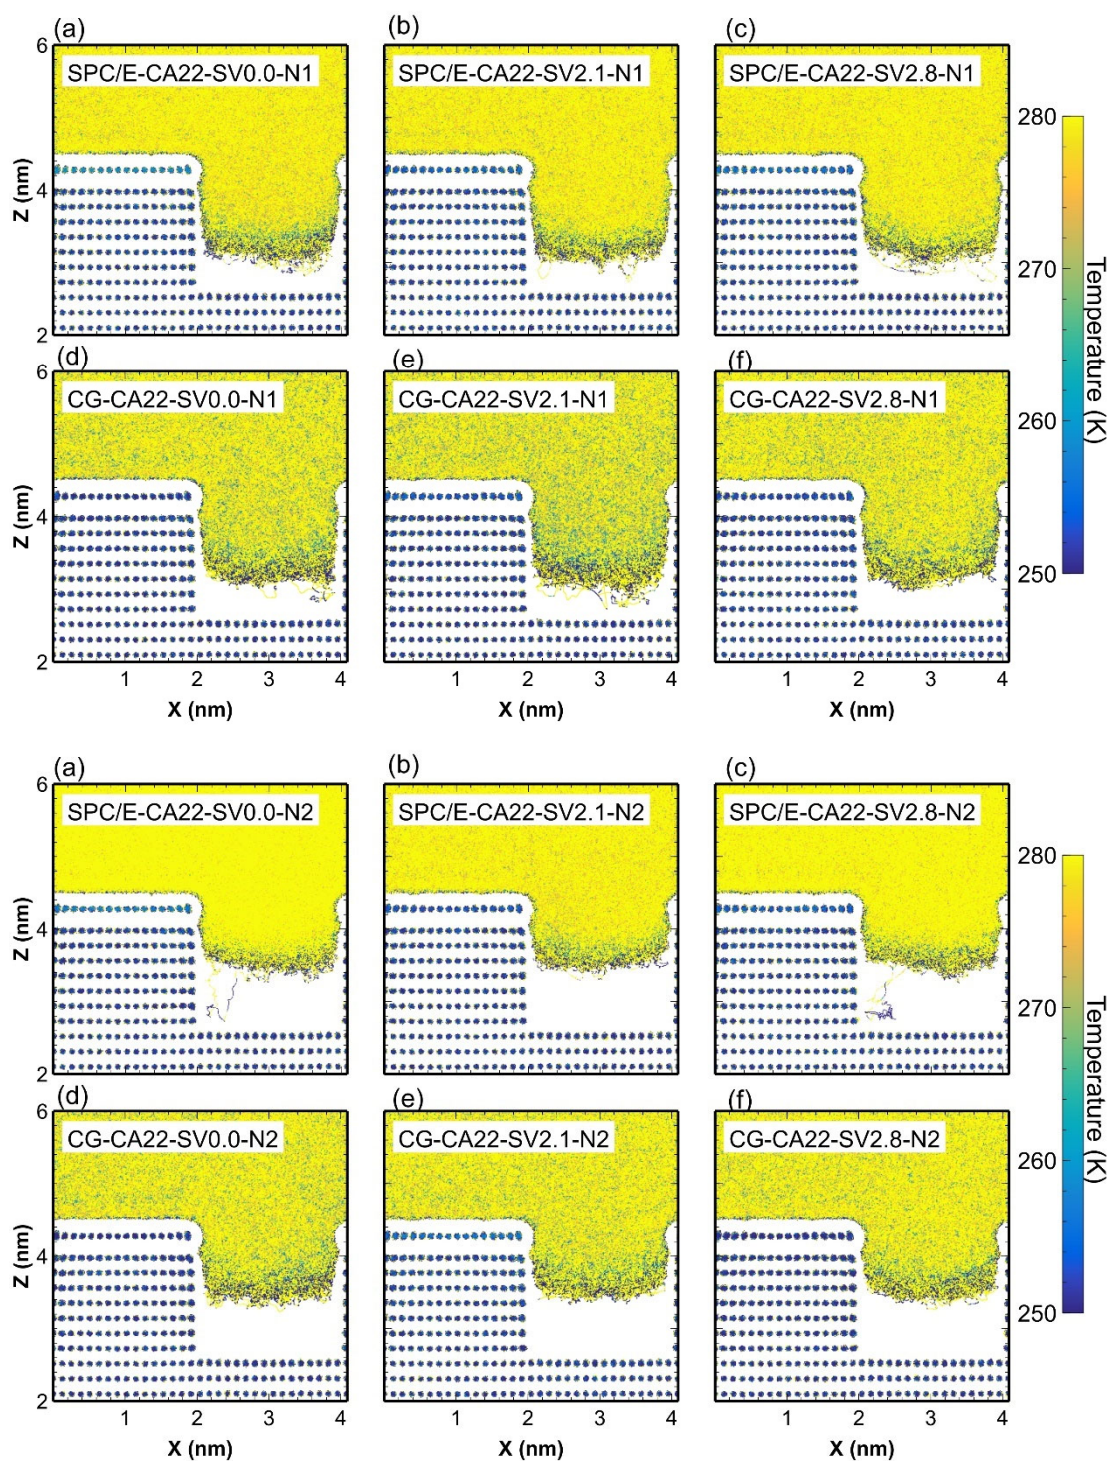 (a) (b) (c)
6
SPC/E-CA22-SV0.0-N1 SPC/E-CA22-SV2.1-N1 SPC/E-CA22-SV2.8-N1
280
Z (nm)
4
2
(d) (e) (f)
270
6
CG-CA22-SV0.0-N1 CG-CA22-SV2.1-N1 CG-CA22-SV2.8-N1
Temperature (K)
260
Z (nm)
4
250
2
1 2 3 4 1 2 3 4 1 2 3 4
X (nm) X (nm) X (nm)
(a) (b) (c)
6
SPC/E-CA22-SV0.0-N2 SPC/E-CA22-SV2.1-N2 SPC/E-CA22-SV2.8-N2
280
Z (nm)
4
2
(d) (e) (f)
270
6
CG-CA22-SV0.0-N2 CG-CA22-SV2.1-N2 CG-CA22-SV2.8-N2
Temperature (K)
260
Z (nm)
4
250
2
1 2 3 4 1 2 3 4 1 2 3 4
X (nm) X (nm) X (nm)